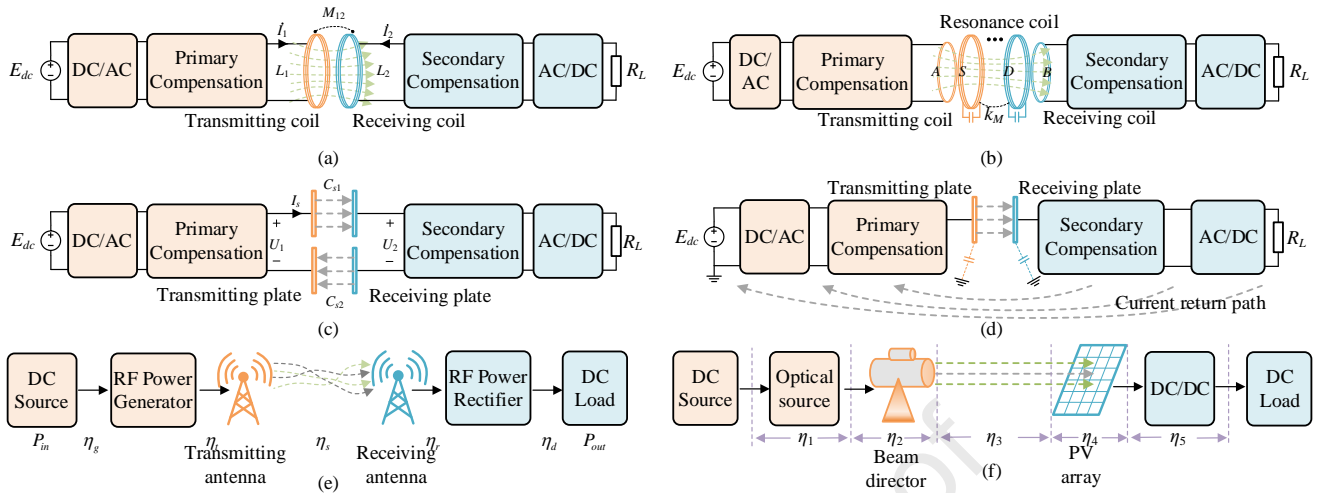 M12
İ1
İ2
Edc
DC/AC
Primary
Compensation
L1
L2
Secondary
Compensation
AC/DC
RL
Transmitting coil
Receiving coil
(a)
Resonance coil
Edc
DC/
AC
Primary
Compensation
A
S
D
B
Secondary
Compensation
AC/DC
RL
Transmitting coil
kM
Receiving coil
(b)
Cs1
Is
Edc
DC/AC
Primary
Compensation
+
U1
−
+
U2
−
Secondary
Compensation
AC/DC
RL
Transmitting plate
Cs2
Receiving plate
(c)
Transmitting plate
Receiving plate
Edc
DC/AC
Primary
Compensation
Secondary
Compensation
AC/DC
RL
Current return path
(d)
DC
Source
RF Power
Generator
RF Power
Rectifier
DC
Load
Pin
ηg
ηt
ηs
ηr
ηd
Pout
Transmitting
antenna
Receiving
antenna
(e)
DC
Source
Optical
source
DC/DC
DC
Load
η1
η2
η3
η4
η5
Beam
director
PV
array
(f)